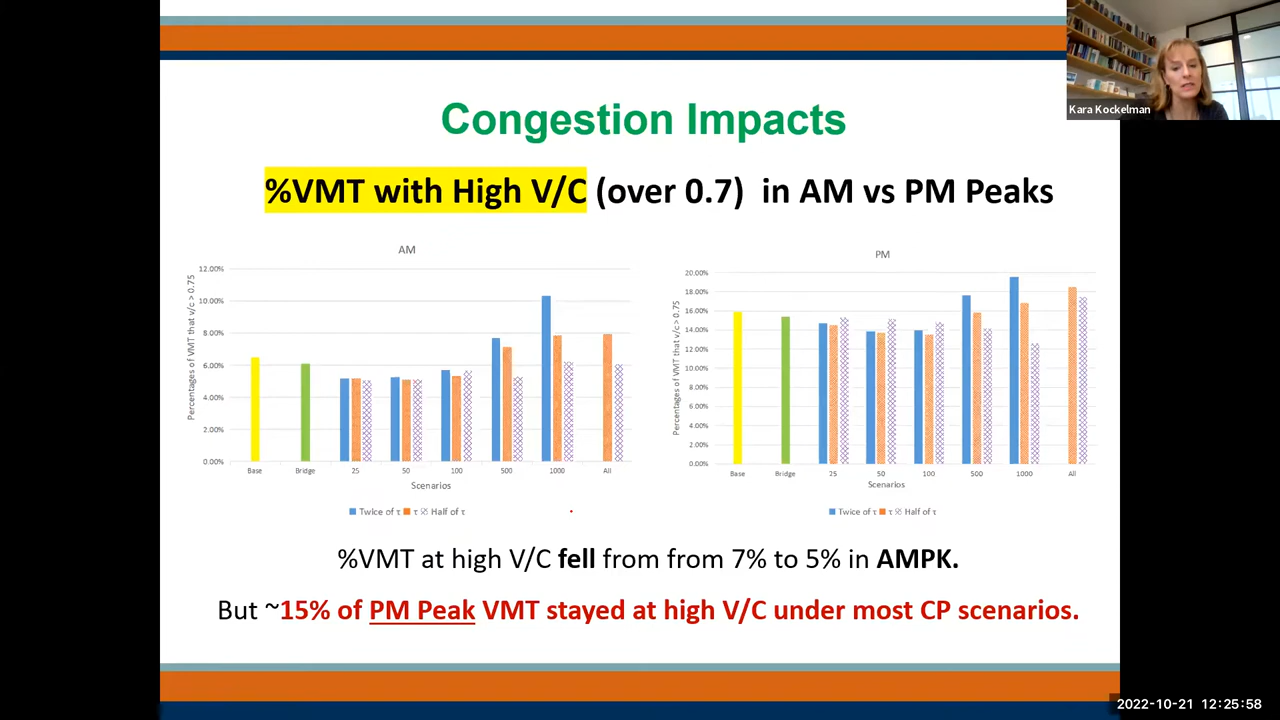 Kara Kockelman
Congestion Impacts
%VMT with High V/C (over 0.7) in AM vs PM Peaks
AM
Percentages of VMT that v/c > 0.75
12.00%
10.00%
8.00%
6.00%
4.00%
2.00%
0.00%
Base Bridge 25 50 100 500 1000 All
Scenarios
Twice of τ τ Half of τ
PM
Percentages of VMT that v/c > 0.75
20.00%
18.00%
16.00%
14.00%
12.00%
10.00%
8.00%
6.00%
4.00%
2.00%
0.00%
Base Bridge 25 50 100 500 1000 All
Scenarios
Twice of τ τ Half of τ
%VMT at high V/C fell from from 7% to 5% in AMPK.
But ~15% of PM Peak VMT stayed at high V/C under most CP scenarios.
2022-10-21 12:25:58